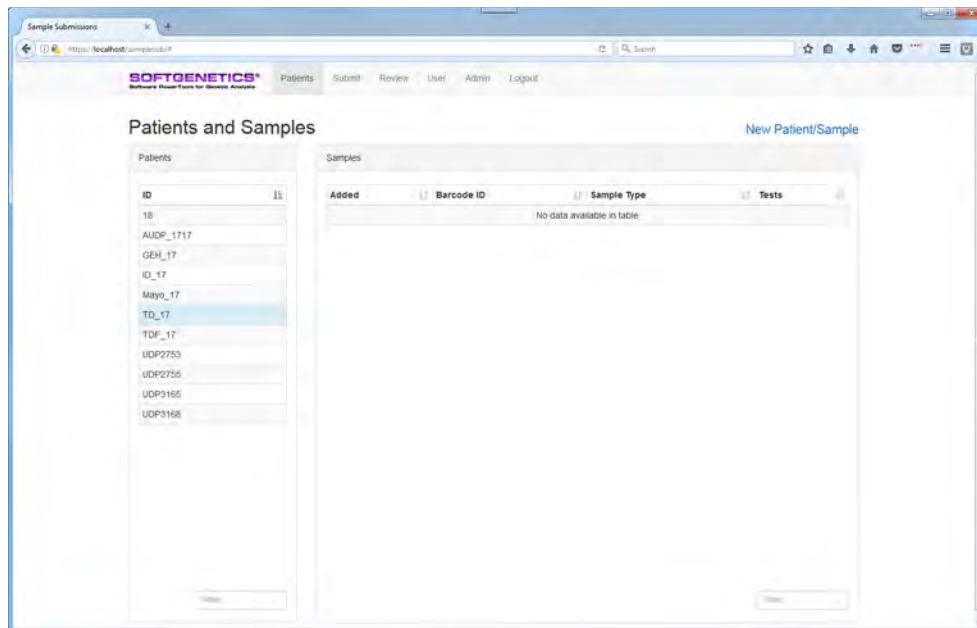 Sample Submissions
Search
SOFTGENETICS®
Software PowerTools for Genetic Analysis
Patients Submit Review User Admin Logout
Patients and Samples
New Patient/Sample
Patients
Samples
ID
Added Barcode ID Sample Type Tests
18
No data available in table
AUDP_1717
GEH_17
ID_17
Mayo_17
TD_17
TDF_17
UDP2753
UDP2755
UDP3165
UDP3168